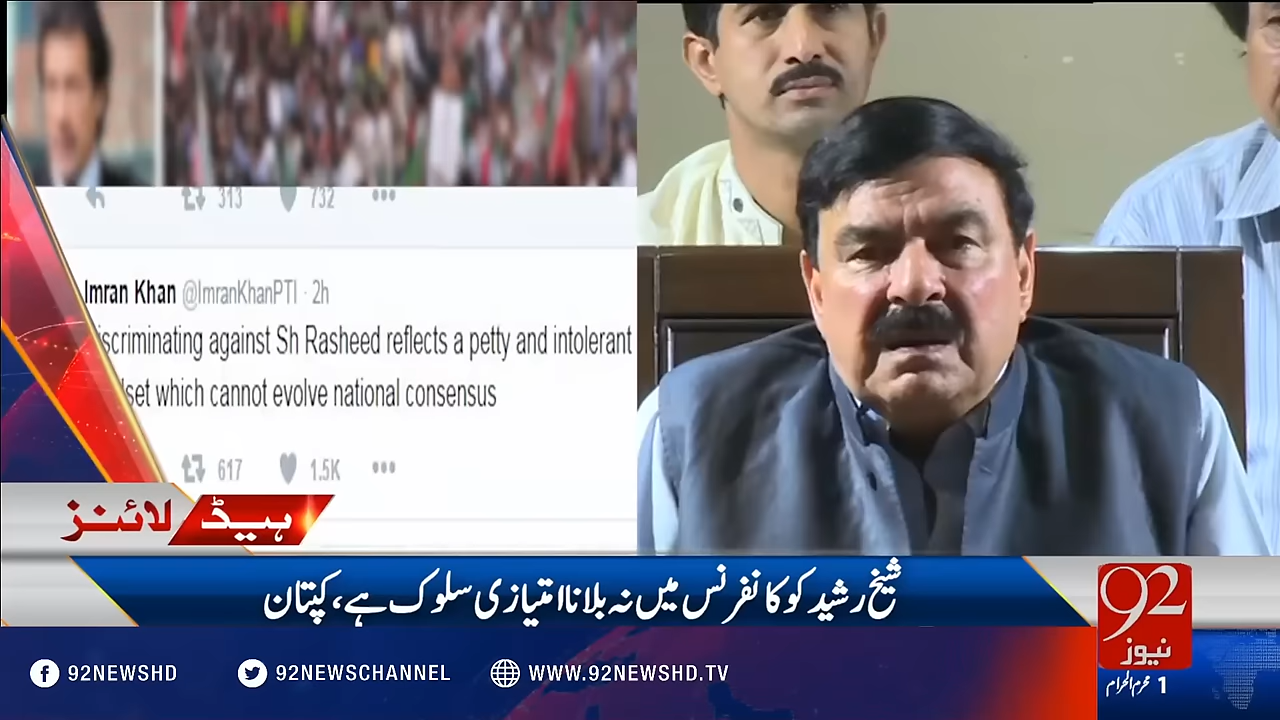 313 732
Imran Khan @ImranKhanPTI · 2h
iscriminating against Sh Rasheed reflects a petty and intolerant
set which cannot evolve national consensus
617 1.5K
ہیڈ لائنز
شیخ رشید کو کانفرنس میں نہ بلانا امتیازی سلوک ہے، کپتان
92
نیوز
1 محرم الحرام
92NEWSHD
92NEWSCHANNEL
WWW.92NEWSHD.TV